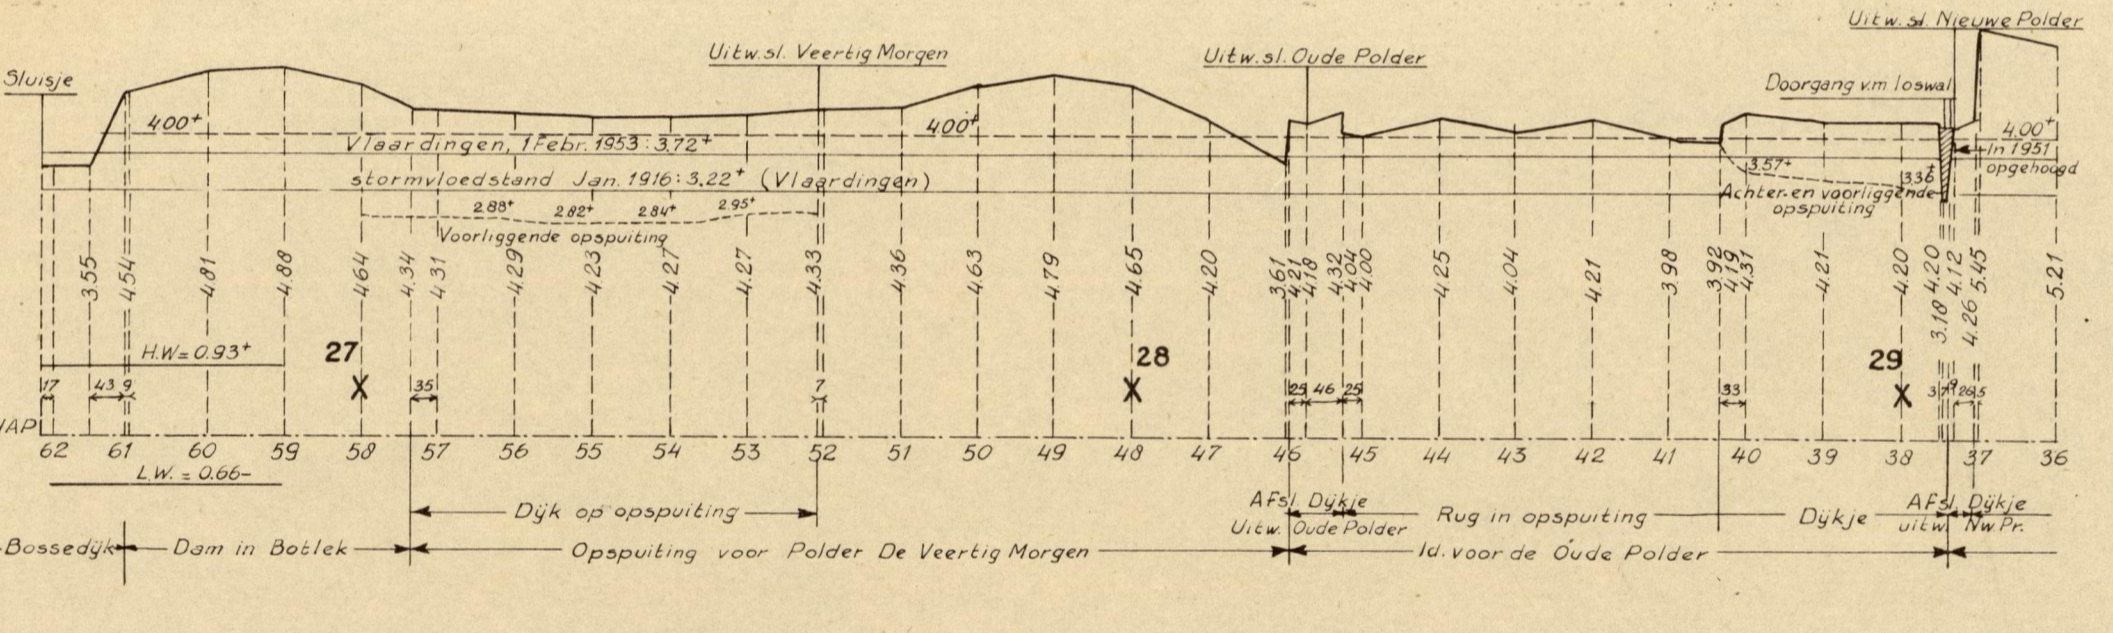 Uitw. sl. Nieuwe Polder
Uitw. sl. Veertig Morgen
Uitw. sl. Oude Polder
Sluisje
Doorgang v.m loswal
4.00+
4.00+
4.00+
Vlaardingen, 1 Febr. 1953: 3.72+
In 1951
opgehoogd
stormvloedstand Jan. 1916: 3.22+ (Vlaardingen)
3.57+
3.36+
Achter-en voorliggende
opspuiting
2.88+ 2.82+ 2.84+ 2.95+
Voorliggende opspuiting
3.55 4.54 4.81 4.88 4.64 4.34 4.31 4.29 4.23 4.27 4.27 4.33 4.36 4.63 4.79 4.65 4.20 3.61 4.21 4.18 4.32 4.04 4.00 4.25 4.04 4.21 3.98 3.92 4.19 4.31 4.21 4.20 4.20 4.12 5.45 5.21
3.18 4.26
H.W= 0.93+
27 28 29
17 43 9 35 7 25 46 25 33 3 7 9 26 5
NAP
62 61 60 59 58 57 56 55 54 53 52 51 50 49 48 47 46 45 44 43 42 41 40 39 38 37 36
L.W. = 0.66-
Dijk op opspuiting
Afsl. Dijkje
Uitw. Oude Polder
Rug in opspuiting
Dijkje
Afsl. Dijkje
uitw. Nw. Pr.
Bossedijk
Dam in Botlek
Opspuiting voor Polder De Veertig Morgen
Id. voor de Oude Polder